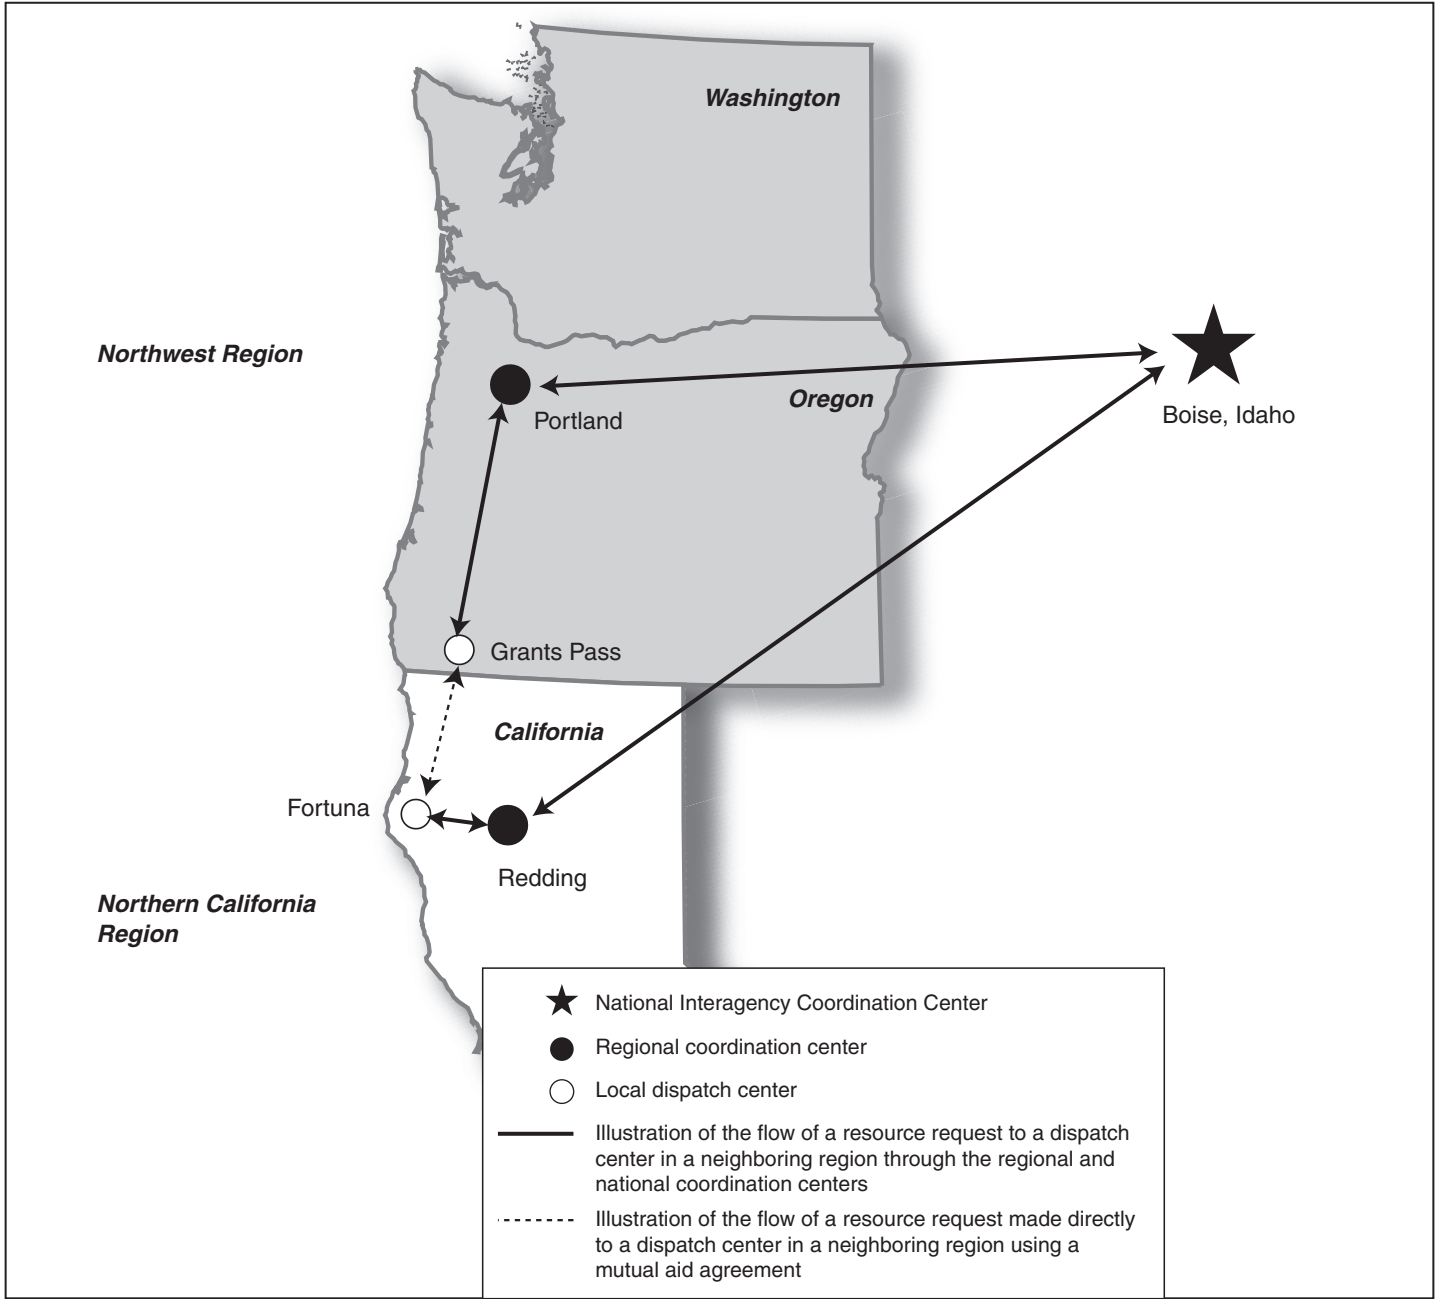 Washington
Northwest Region
Oregon
Portland
Boise, Idaho
Grants Pass
California
Fortuna
Redding
Northern California
Region
National Interagency Coordination Center
Regional coordination center
Local dispatch center
Illustration of the flow of a resource request to a dispatch
center in a neighboring region through the regional and
national coordination centers
Illustration of the flow of a resource request made directly
to a dispatch center in a neighboring region using a
mutual aid agreement